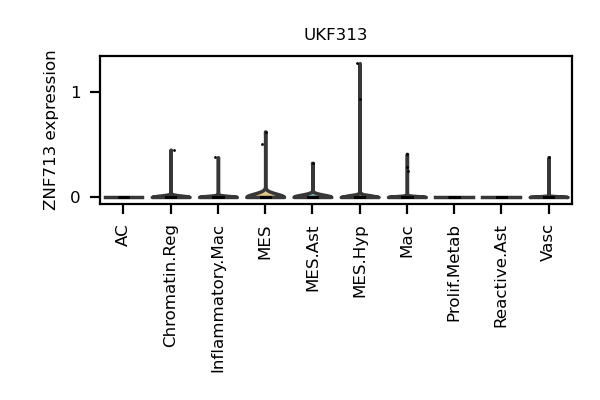 UKF313
ZNF713 expression
1
0
AC
Chromatin.Reg
Inflammatory.Mac
MES
MES.Ast
MES.Hyp
Mac
Prolif.Metab
Reactive.Ast
Vasc